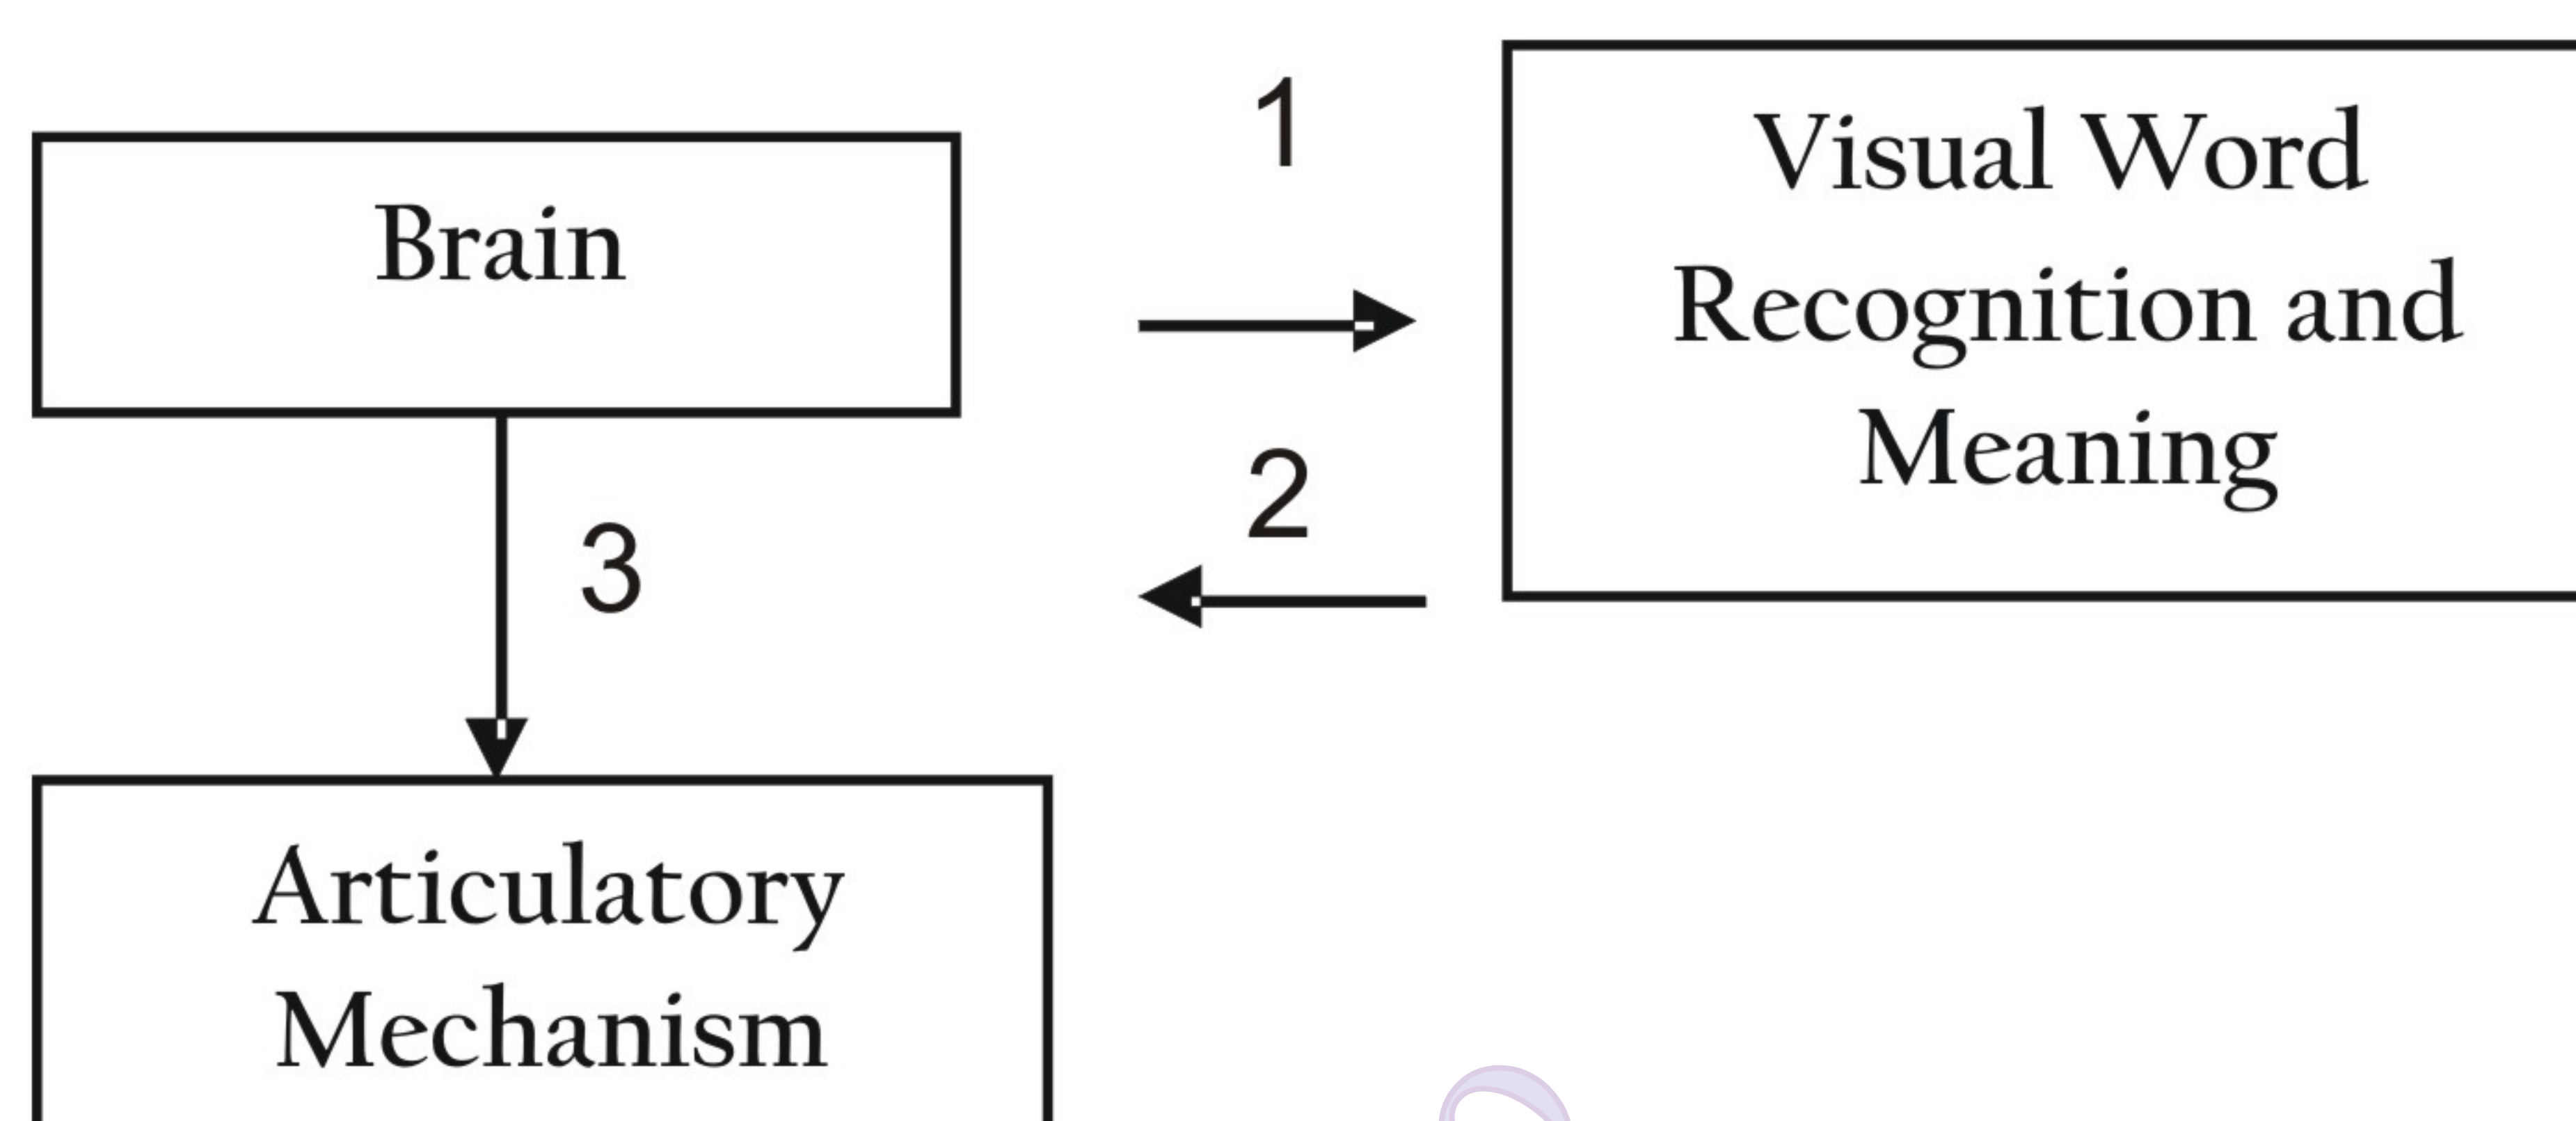 Brain
1
Visual Word
Recognition and
Meaning
2
3
Articulatory
Mechanism